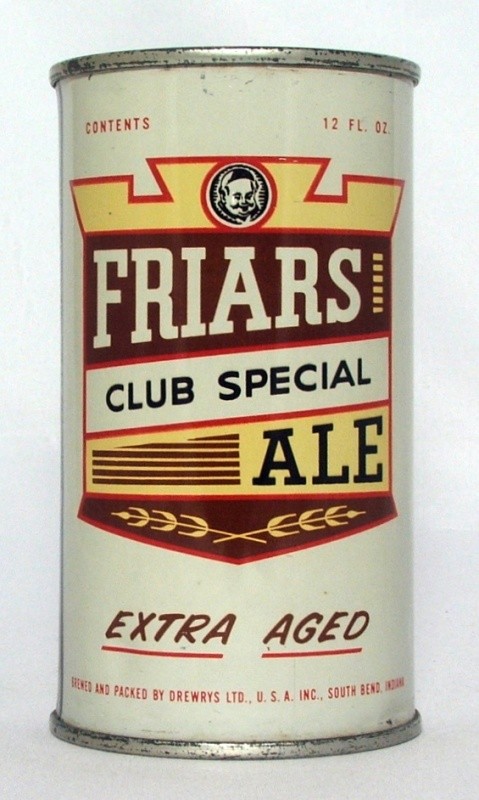 CONTENTS 12 FL. OZ.
FRIARS
CLUB SPECIAL
ALE
EXTRA AGED
BREWED AND PACKED BY DREWRYS LTD., U. S. A. INC., SOUTH BEND, INDIANA